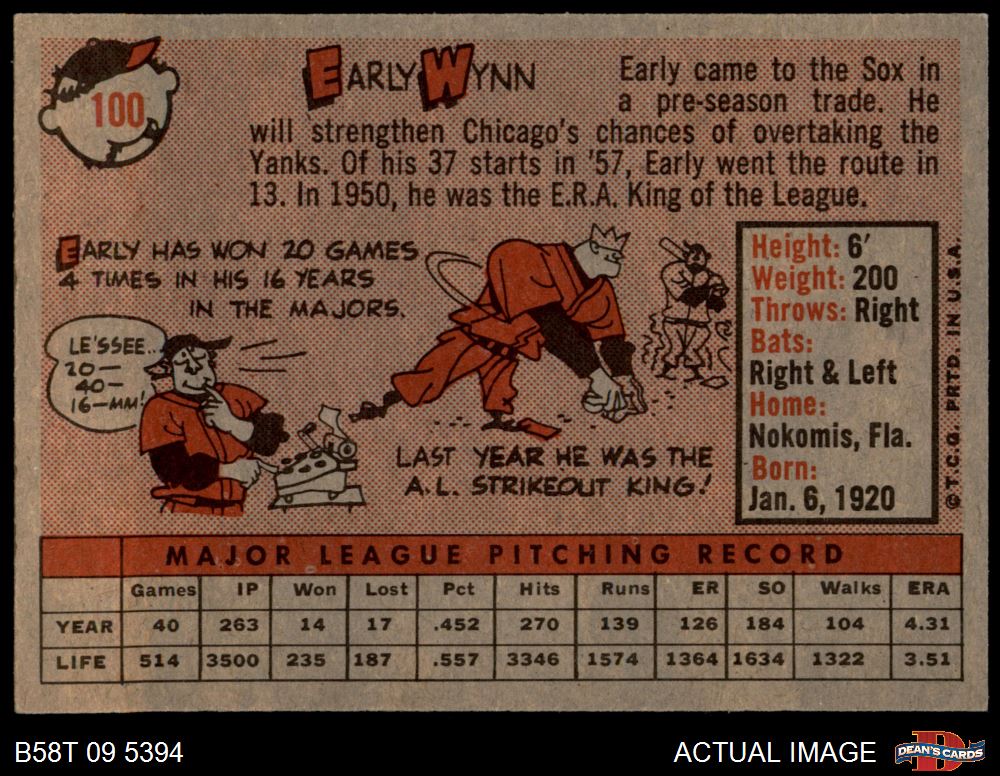 100
EARLY WYNN
Early came to the Sox in
a pre-season trade. He
will strengthen Chicago's chances of overtaking the
Yanks. Of his 37 starts in '57, Early went the route in
13. In 1950, he was the E.R.A. King of the League.
EARLY HAS WON 20 GAMES
4 TIMES IN HIS 16 YEARS
IN THE MAJORS.
LE'SSEE..
20—
40—
16—MM!
LAST YEAR HE WAS THE
A.L. STRIKEOUT KING!
Height: 6'
Weight: 200
Throws: Right
Bats:
Right & Left
Home:
Nokomis, Fla.
Born:
Jan. 6, 1920
© T.C.G. PRTD. IN U.S.A.
MAJOR LEAGUE PITCHING RECORD
Games IP Won Lost Pct Hits Runs ER SO Walks ERA
YEAR 40 263 14 17 .452 270 139 126 184 104 4.31
LIFE 514 3500 235 187 .557 3346 1574 1364 1634 1322 3.51
B58T 09 5394
ACTUAL IMAGE
DEAN'S CARDS